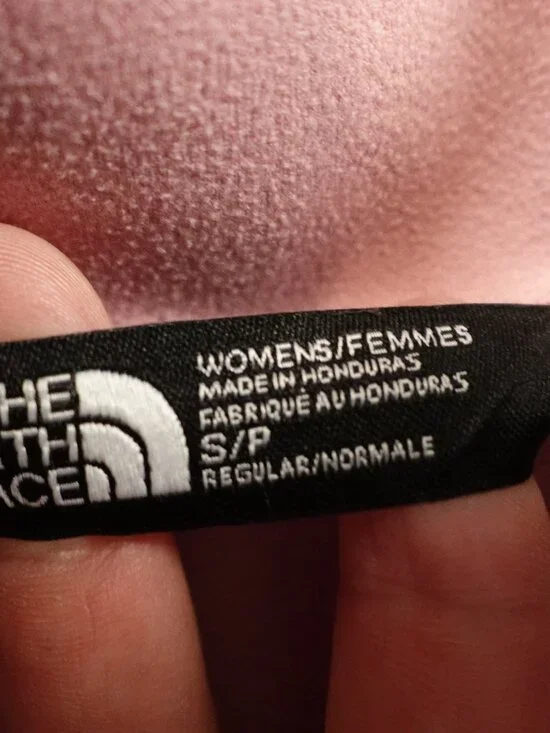 HE
TH
ACE
WOMENS/FEMMES
MADE IN HONDURAS
FABRIQUÉ AU HONDURAS
S/P
REGULAR/NORMALE